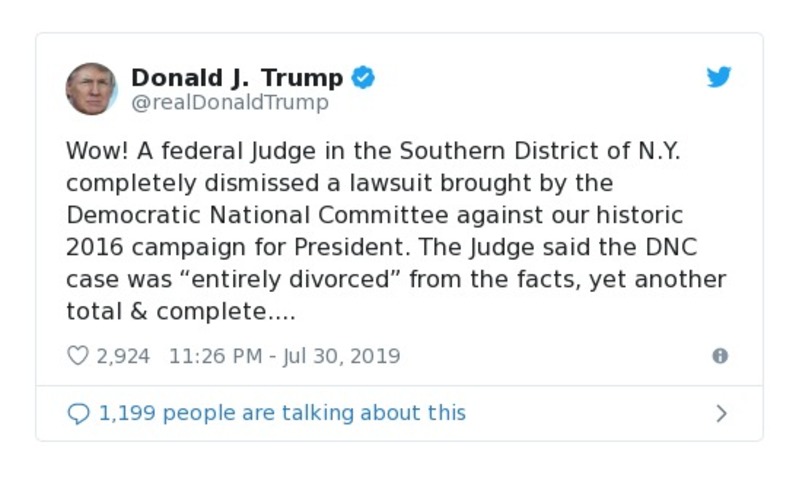 Donald J. Trump
@realDonaldTrump
Wow! A federal Judge in the Southern District of N.Y.
completely dismissed a lawsuit brought by the
Democratic National Committee against our historic
2016 campaign for President. The Judge said the DNC
case was “entirely divorced” from the facts, yet another
total & complete....
2,924 11:26 PM - Jul 30, 2019
1,199 people are talking about this